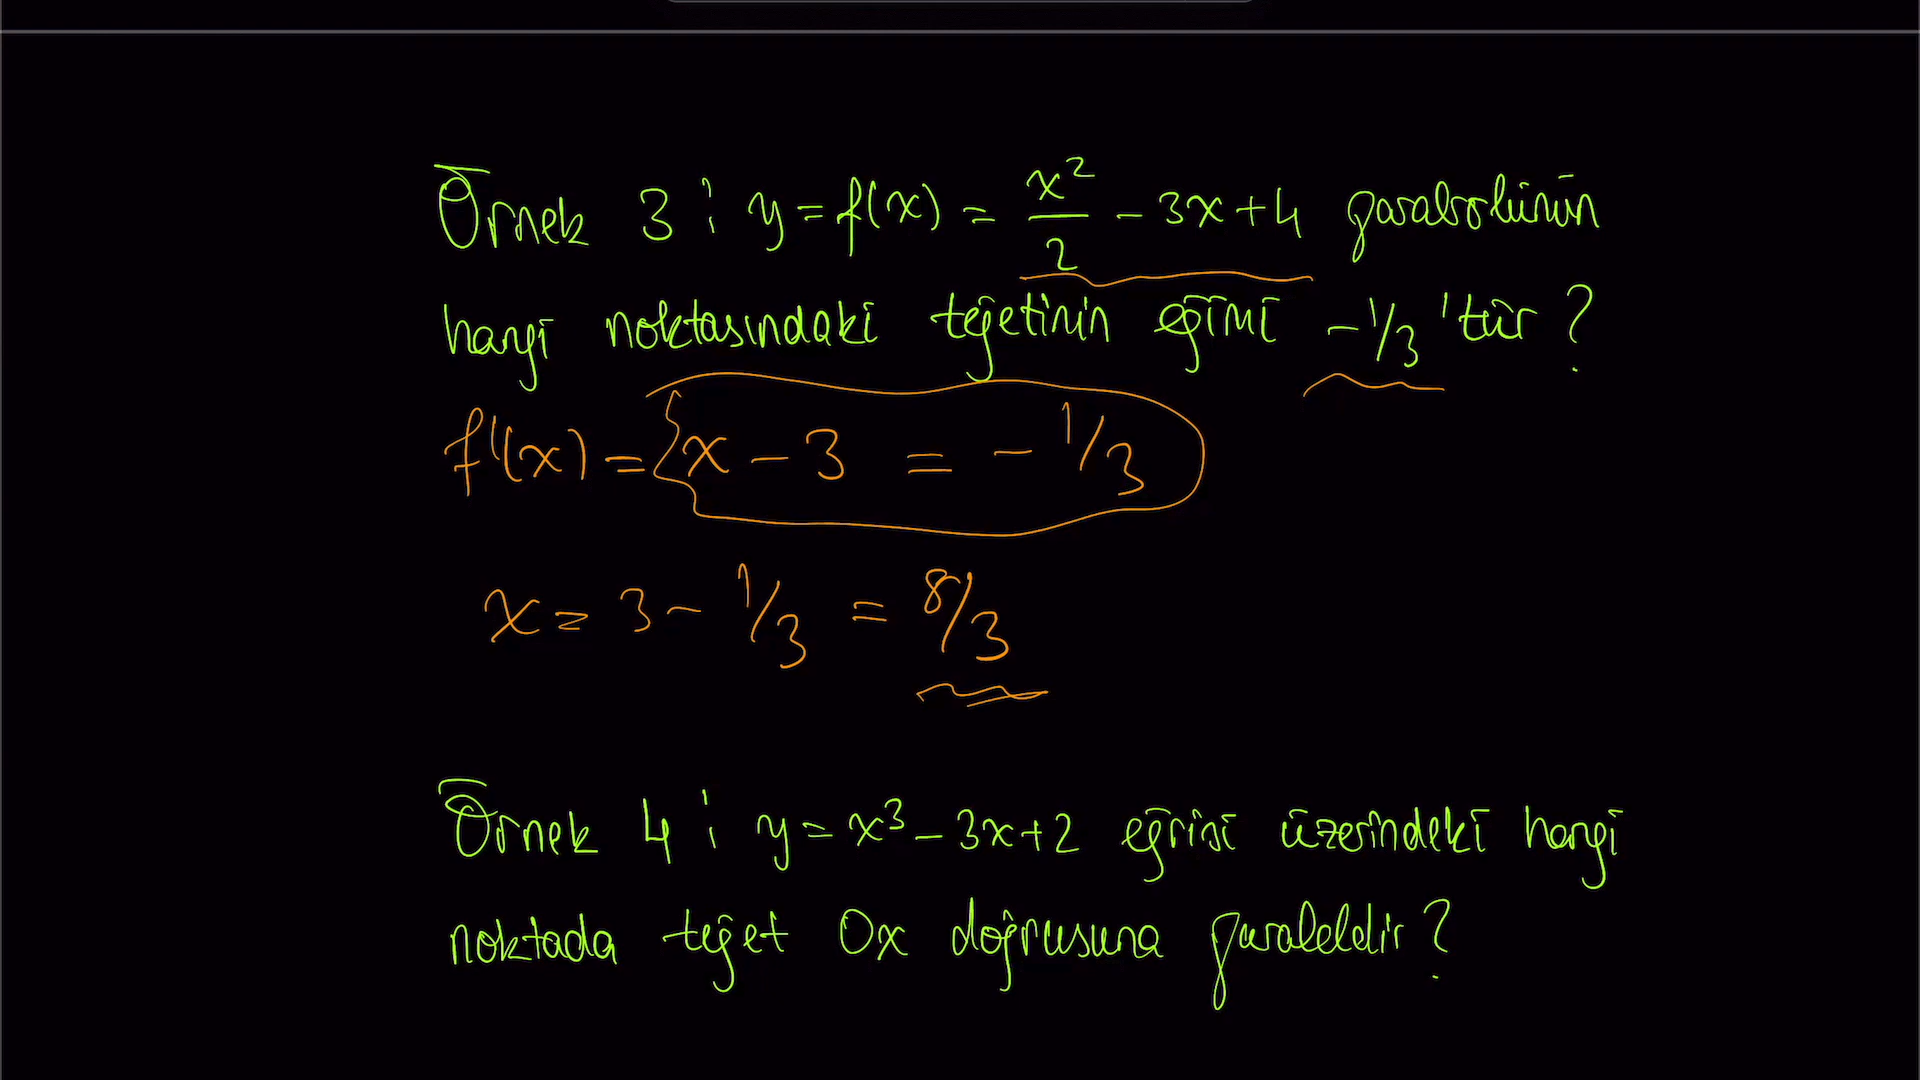 Örnek 3 : y = f(x) = x²/2 - 3x + 4 parabolünün
hangi noktasındaki teğetinin eğimi -1/3 'tür ?
f'(x) = x - 3 = - 1/3
x = 3 - 1/3 = 8/3
Örnek 4 : y = x³ - 3x + 2 eğrisi üzerindeki hangi
noktada teğet Ox doğrusuna paraleldir ?